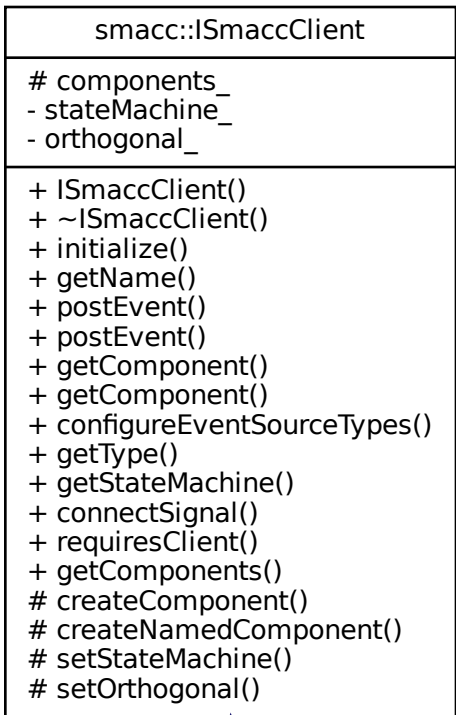 smacc::ISmaccClient
# components_
- stateMachine_
- orthogonal_
+ ISmaccClient()
+ ~ISmaccClient()
+ initialize()
+ getName()
+ postEvent()
+ postEvent()
+ getComponent()
+ getComponent()
+ configureEventSourceTypes()
+ getType()
+ getStateMachine()
+ connectSignal()
+ requiresClient()
+ getComponents()
# createComponent()
# createNamedComponent()
# setStateMachine()
# setOrthogonal()